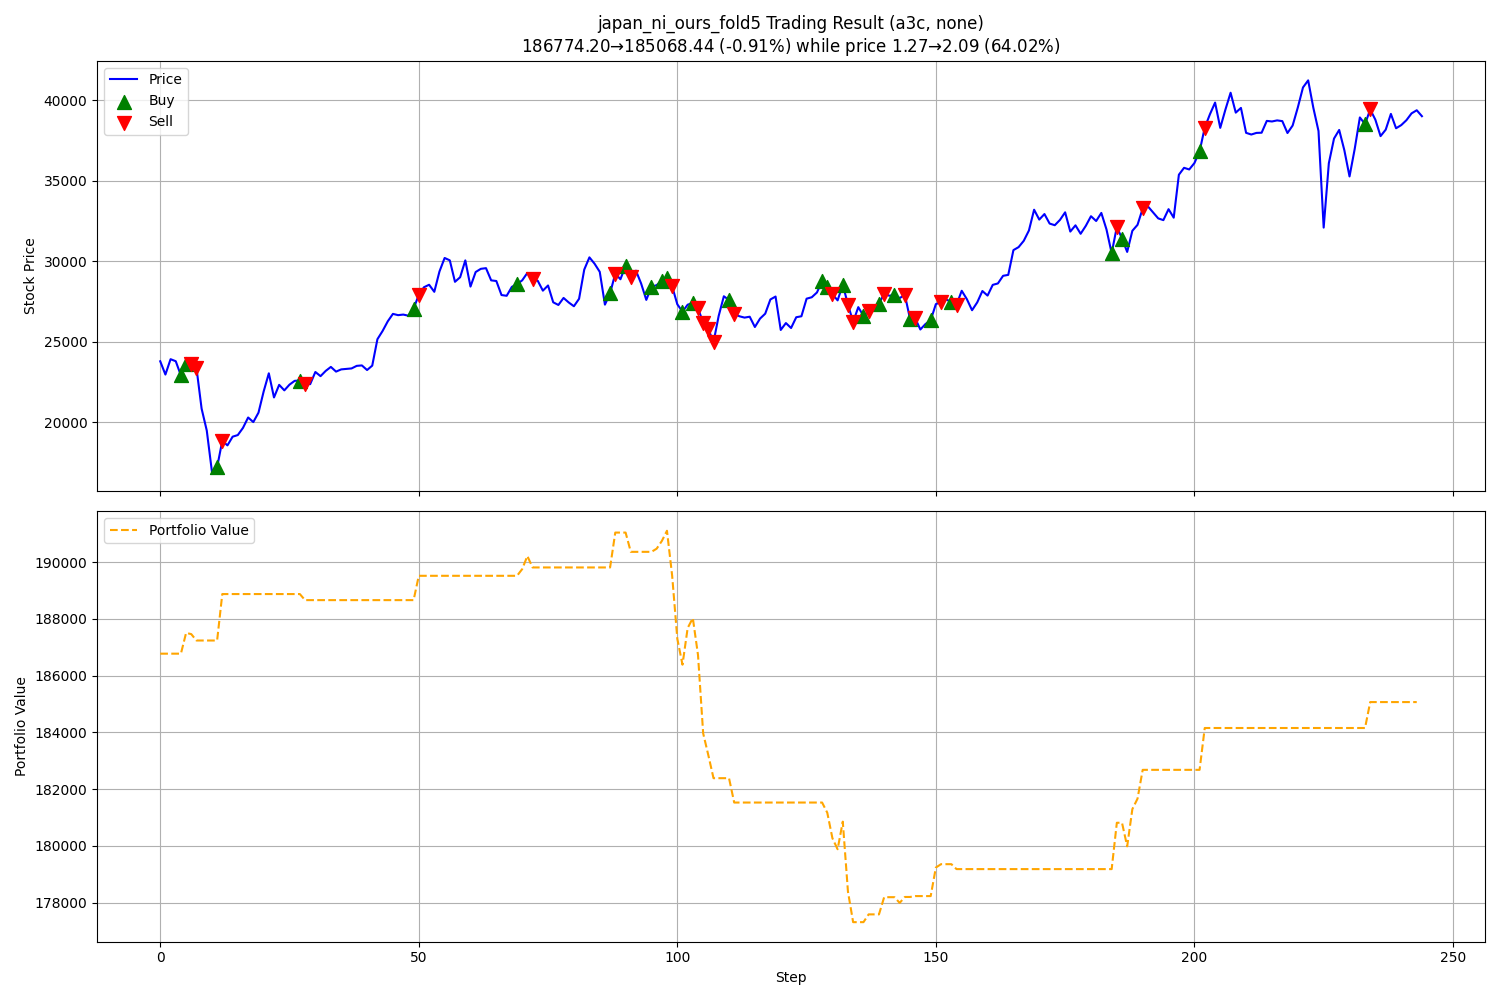 japan_ni_ours_fold5 Trading Result (a3c, none)
186774.20→185068.44 (-0.91%) while price 1.27→2.09 (64.02%)
Price
Buy
Sell
Stock Price
40000
35000
30000
25000
20000
Portfolio Value
Portfolio Value
190000
188000
186000
184000
182000
180000
178000
0
50
100
150
200
250
Step